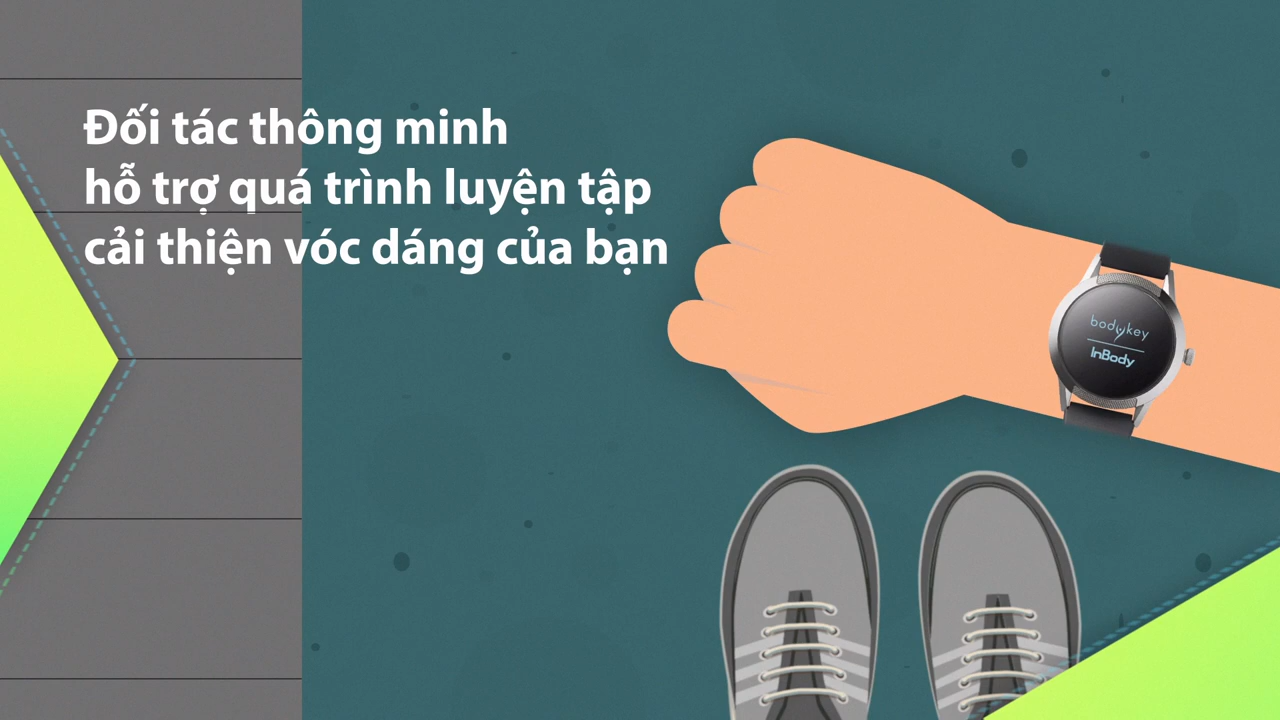 Đối tác thông minh
hỗ trợ quá trình luyện tập
cải thiện vóc dáng của bạn
bodykey
InBody